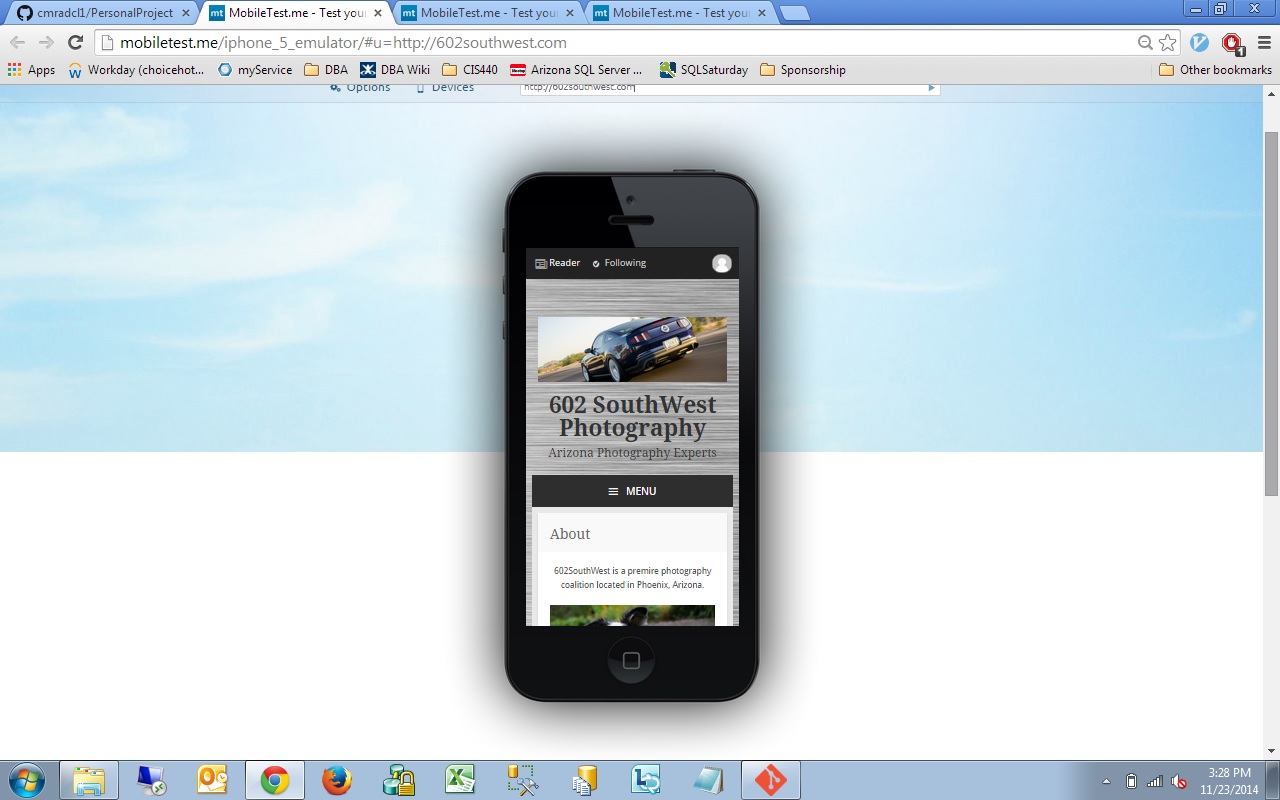 cmradcl1/PersonalProject
MobileTest.me - Test your
MobileTest.me - Test your
MobileTest.me - Test your
mobiletest.me/iphone_5_emulator/#u=http://602southwest.com
1
Apps
Workday (choicehot...
myService
DBA
DBA Wiki
CIS440
Arizona SQL Server ...
SQLSaturday
Sponsorship
Other bookmarks
Options
Devices
http://602southwest.com
Reader
Following
602 SouthWest
Photography
Arizona Photography Experts
MENU
About
602SouthWest is a premire photography
coalition located in Phoenix, Arizona.
3:28 PM
11/23/2014